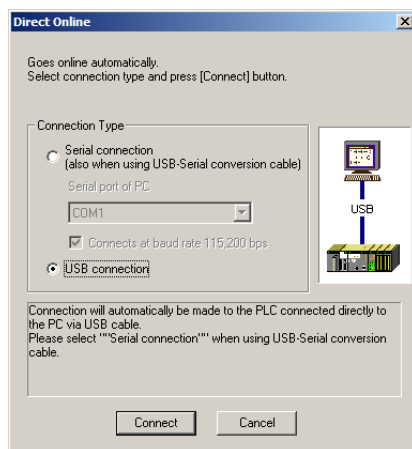 Direct Online
Goes online automatically.
Select connection type and press [Connect] button.
Connection Type
Serial connection
(also when using USB-Serial conversion cable)
Serial port of PC
COM1
Connects at baud rate 115,200 bps
USB connection
USB
Connection will automatically be made to the PLC connected directly to
the PC via USB cable.
Please select ""Serial connection"" when using USB-Serial conversion
cable.
Connect
Cancel